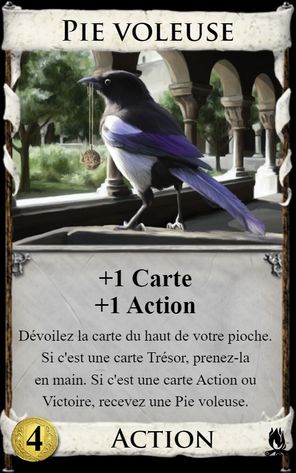 Pie voleuse
+1 Carte
+1 Action
Dévoilez la carte du haut de votre pioche.
Si c'est une carte Trésor, prenez-la
en main. Si c'est une carte Action ou
Victoire, recevez une Pie voleuse.
4
Action